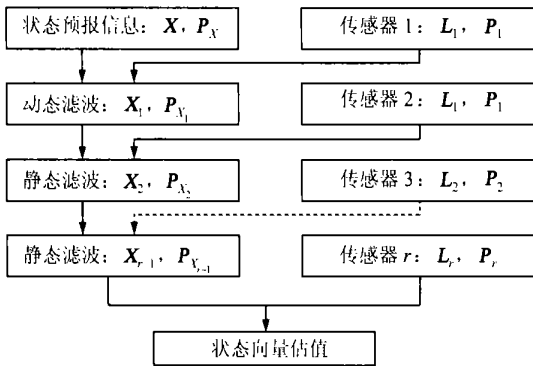 状态预报信息：X，P_X
传感器 1：L_1，P_1
动态滤波：X_1，P_{X_1}
传感器 2：L_1，P_1
静态滤波：X_2，P_{X_2}
传感器 3：L_2，P_2
静态滤波：X_{r-1}，P_{X_{r-1}}
传感器 r：L_r，P_r
状态向量估值